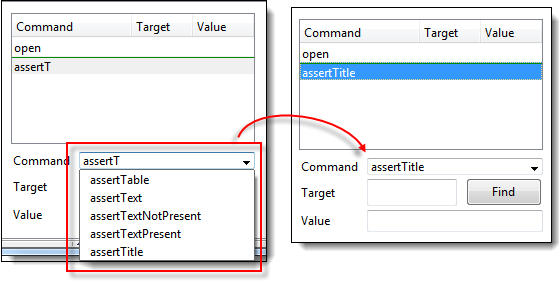 Command Target Value
open
assertT
Command assertT
assertTable
Target
assertText
assertTextNotPresent
Value
assertTextPresent
assertTitle
Command Target Value
open
assertTitle
Command assertTitle
Target Find
Value